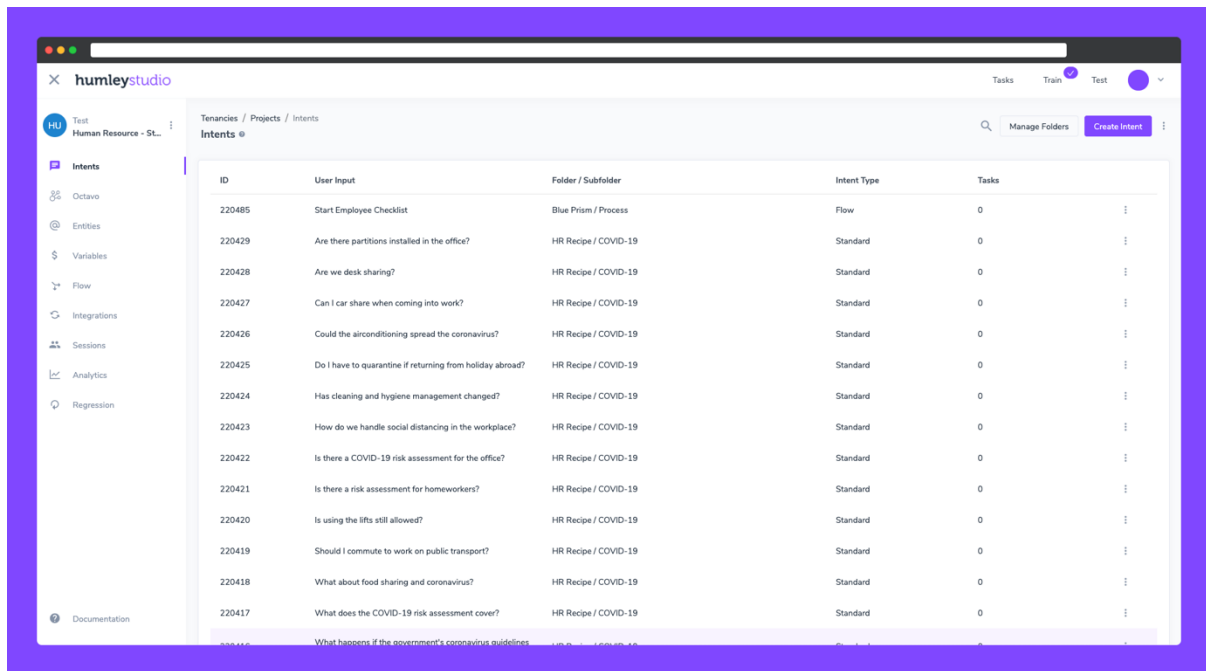 humleystudio
Tasks Train Test
HU Test
Human Resource - St...
Tenancies / Projects / Intents
Intents
Manage Folders Create Intent
Intents
Octavo
Entities
Variables
Flow
Integrations
Sessions
Analytics
Regression
Documentation
ID User Input Folder / Subfolder Intent Type Tasks
220485 Start Employee Checklist Blue Prism / Process Flow 0
220429 Are there partitions installed in the office? HR Recipe / COVID-19 Standard 0
220428 Are we desk sharing? HR Recipe / COVID-19 Standard 0
220427 Can I car share when coming into work? HR Recipe / COVID-19 Standard 0
220426 Could the airconditioning spread the coronavirus? HR Recipe / COVID-19 Standard 0
220425 Do I have to quarantine if returning from holiday abroad? HR Recipe / COVID-19 Standard 0
220424 Has cleaning and hygiene management changed? HR Recipe / COVID-19 Standard 0
220423 How do we handle social distancing in the workplace? HR Recipe / COVID-19 Standard 0
220422 Is there a COVID-19 risk assessment for the office? HR Recipe / COVID-19 Standard 0
220421 Is there a risk assessment for homeworkers? HR Recipe / COVID-19 Standard 0
220420 Is using the lifts still allowed? HR Recipe / COVID-19 Standard 0
220419 Should I commute to work on public transport? HR Recipe / COVID-19 Standard 0
220418 What about food sharing and coronavirus? HR Recipe / COVID-19 Standard 0
220417 What does the COVID-19 risk assessment cover? HR Recipe / COVID-19 Standard 0
What happens if the government's coronavirus guidelines